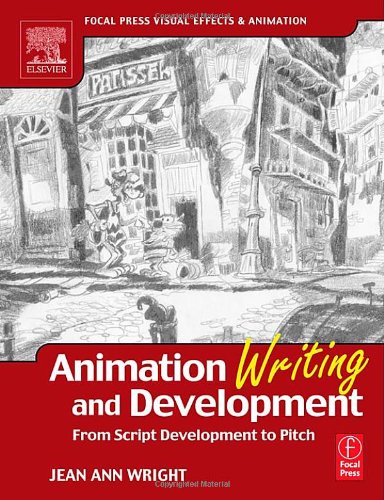 FOCAL PRESS VISUAL EFFECTS & ANIMATION
ELSEVIER
PATISSER
Animation Writing
and Development
From Script Development to Pitch
JEAN ANN WRIGHT
Focal
Press